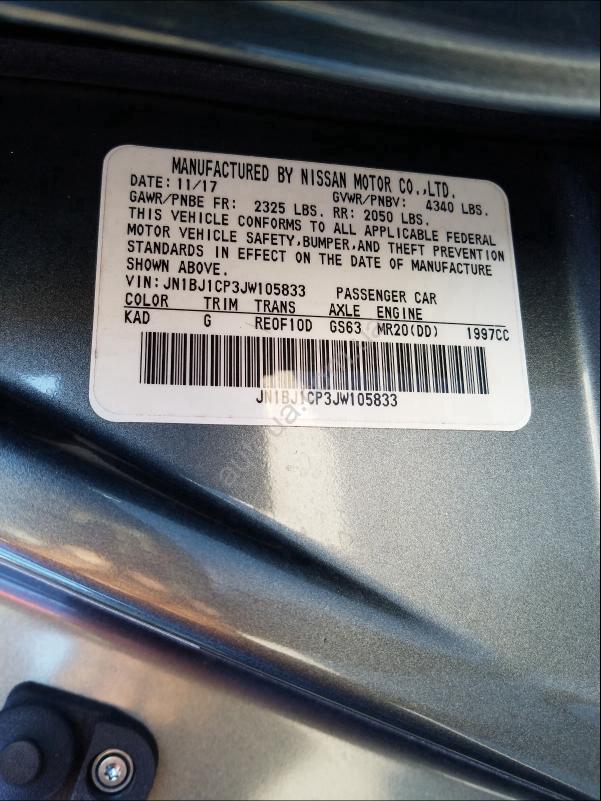 MANUFACTURED BY NISSAN MOTOR CO.,LTD.
DATE: 11/17 GVWR/PNBV: 4340 LBS.
GAWR/PNBE FR: 2325 LBS. RR: 2050 LBS.
THIS VEHICLE CONFORMS TO ALL APPLICABLE FEDERAL
MOTOR VEHICLE SAFETY,BUMPER,AND THEFT PREVENTION
STANDARDS IN EFFECT ON THE DATE OF MANUFACTURE
SHOWN ABOVE.
VIN: JN1BJ1CP3JW105833 PASSENGER CAR
COLOR TRIM TRANS AXLE ENGINE
KAD G RE0F10D GS63 MR20(DD) 1997CC
JN1BJ1CP3JW105833